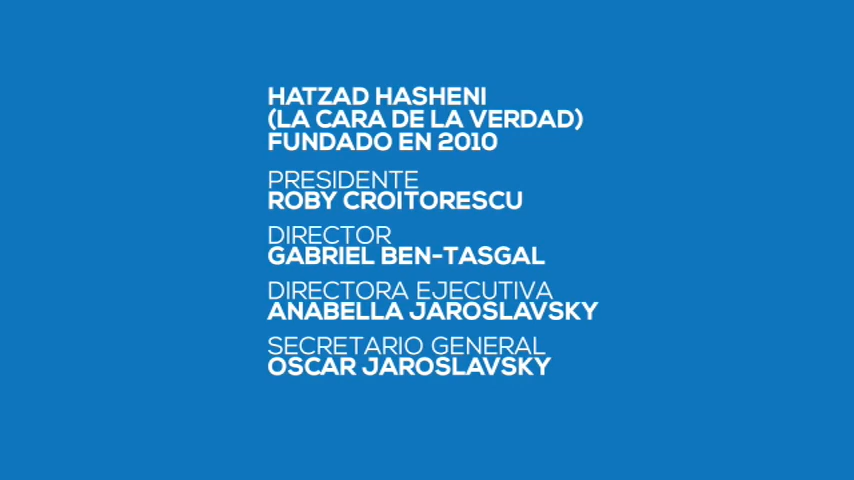 HATZAD HASHENI
(LA CARA DE LA VERDAD)
FUNDADO EN 2010
PRESIDENTE
ROBY CROITORESCU
DIRECTOR
GABRIEL BEN-TASGAL
DIRECTORA EJECUTIVA
ANABELLA JAROSLAVSKY
SECRETARIO GENERAL
OSCAR JAROSLAVSKY